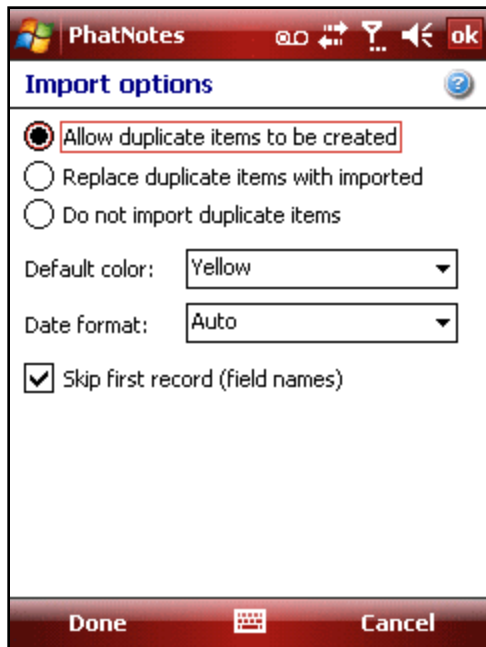 PhatNotes ok
Import options
Allow duplicate items to be created
Replace duplicate items with imported
Do not import duplicate items
Default color: Yellow
Date format: Auto
Skip first record (field names)
Done Cancel